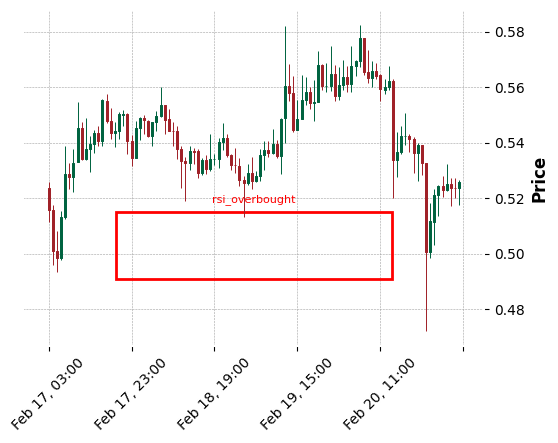 0.58
0.56
0.54
0.52
0.50
0.48
Price
rsi_overbought
Feb 17, 03:00
Feb 17, 23:00
Feb 18, 19:00
Feb 19, 15:00
Feb 20, 11:00